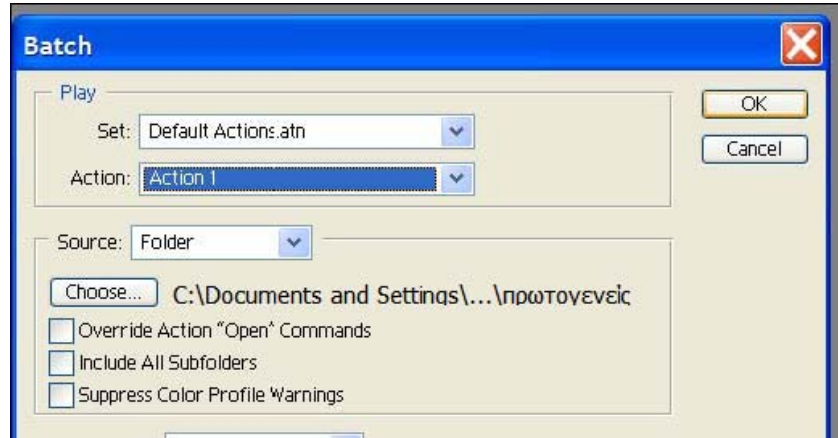 Batch
Play
Set: Default Actions.atn
Action: Action 1
OK
Cancel
Source: Folder
Choose... C:\Documents and Settings\...\πρωτογενείς
Override Action "Open" Commands
Include All Subfolders
Suppress Color Profile Warnings